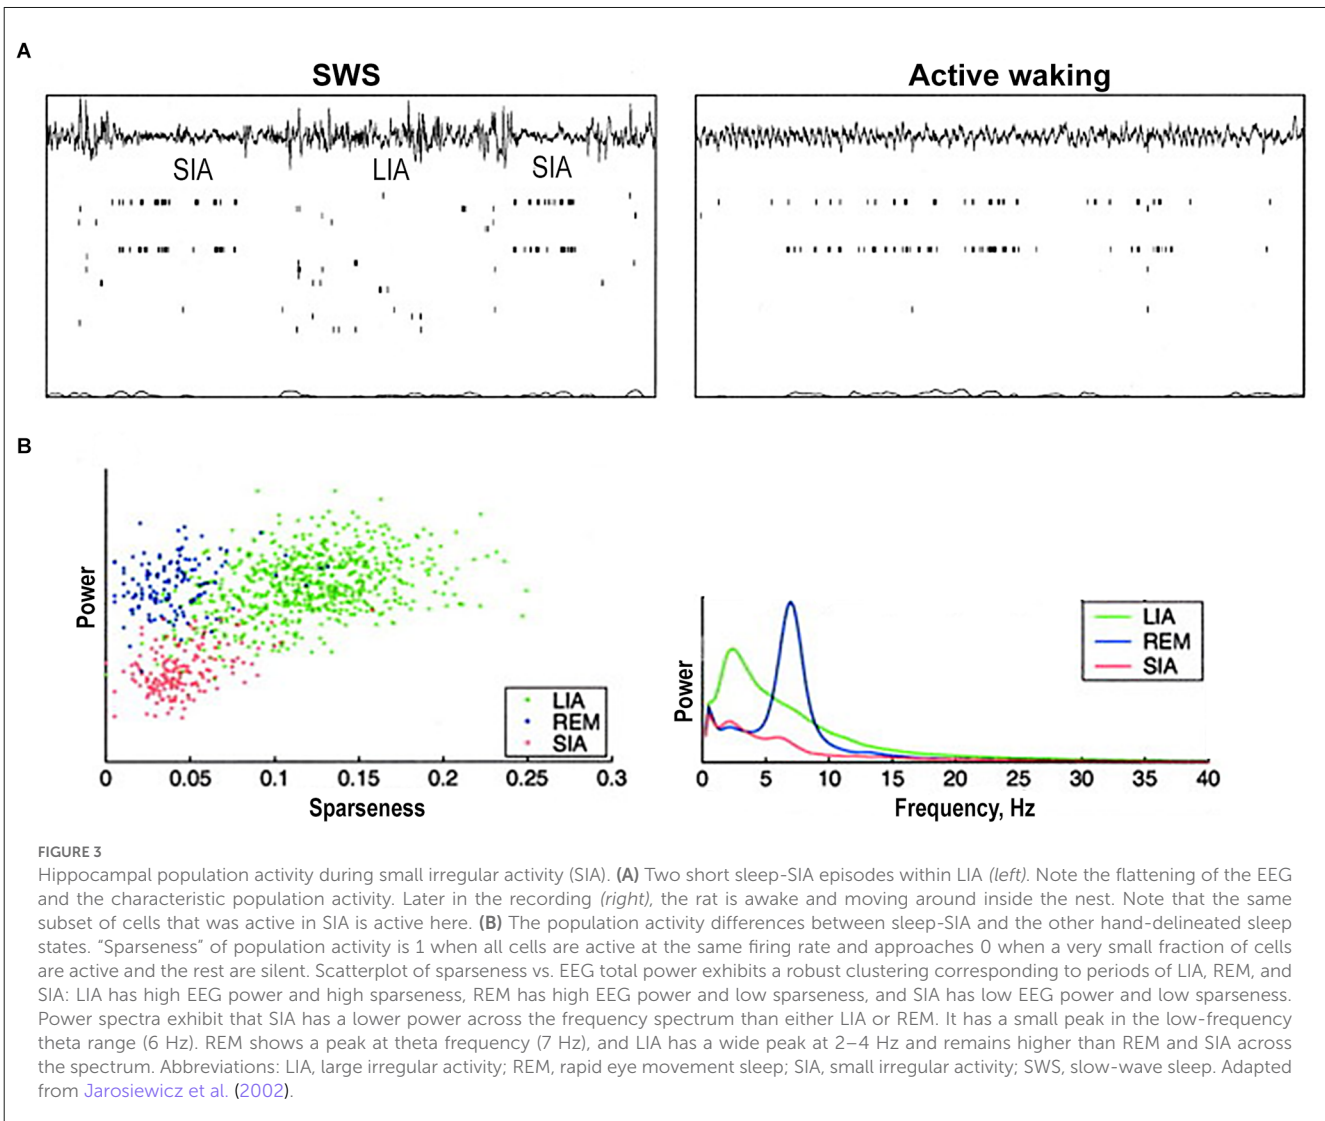 A
SWS
Active waking
SIA
LIA
SIA
B
Power
LIA
REM
SIA
0
0.05
0.1
0.15
0.2
0.25
0.3
Sparseness
Power
LIA
REM
SIA
0
5
10
15
20
25
30
35
40
Frequency, Hz
FIGURE 3
Hippocampal population activity during small irregular activity (SIA). (A) Two short sleep-SIA episodes within LIA (left). Note the flattening of the EEG
and the characteristic population activity. Later in the recording (right), the rat is awake and moving around inside the nest. Note that the same
subset of cells that was active in SIA is active here. (B) The population activity differences between sleep-SIA and the other hand-delineated sleep
states. “Sparseness“ of population activity is 1 when all cells are active at the same firing rate and approaches 0 when a very small fraction of cells
are active and the rest are silent. Scatterplot of sparseness vs. EEG total power exhibits a robust clustering corresponding to periods of LIA, REM, and
SIA: LIA has high EEG power and high sparseness, REM has high EEG power and low sparseness, and SIA has low EEG power and low sparseness.
Power spectra exhibit that SIA has a lower power across the frequency spectrum than either LIA or REM. It has a small peak in the low-frequency
theta range (6 Hz). REM shows a peak at theta frequency (7 Hz), and LIA has a wide peak at 2–4 Hz and remains higher than REM and SIA across
the spectrum. Abbreviations: LIA, large irregular activity; REM, rapid eye movement sleep; SIA, small irregular activity; SWS, slow-wave sleep. Adapted
from Jarosiewicz et al. (2002).